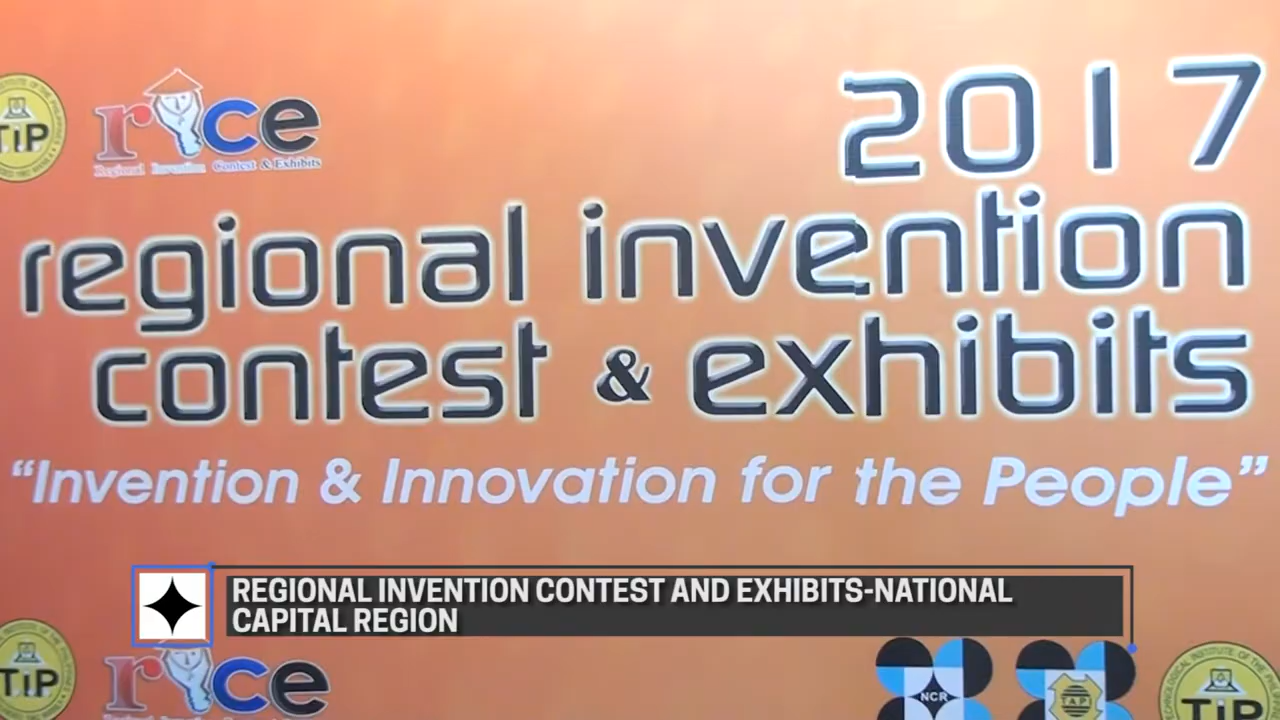 2017
TIP
rice
Regional Invention Contest & Exhibits
regional invention
contest & exhibits
“Invention & Innovation for the People”
REGIONAL INVENTION CONTEST AND EXHIBITS-NATIONAL
CAPITAL REGION
TIP
rice
NCR
TAP
TIP